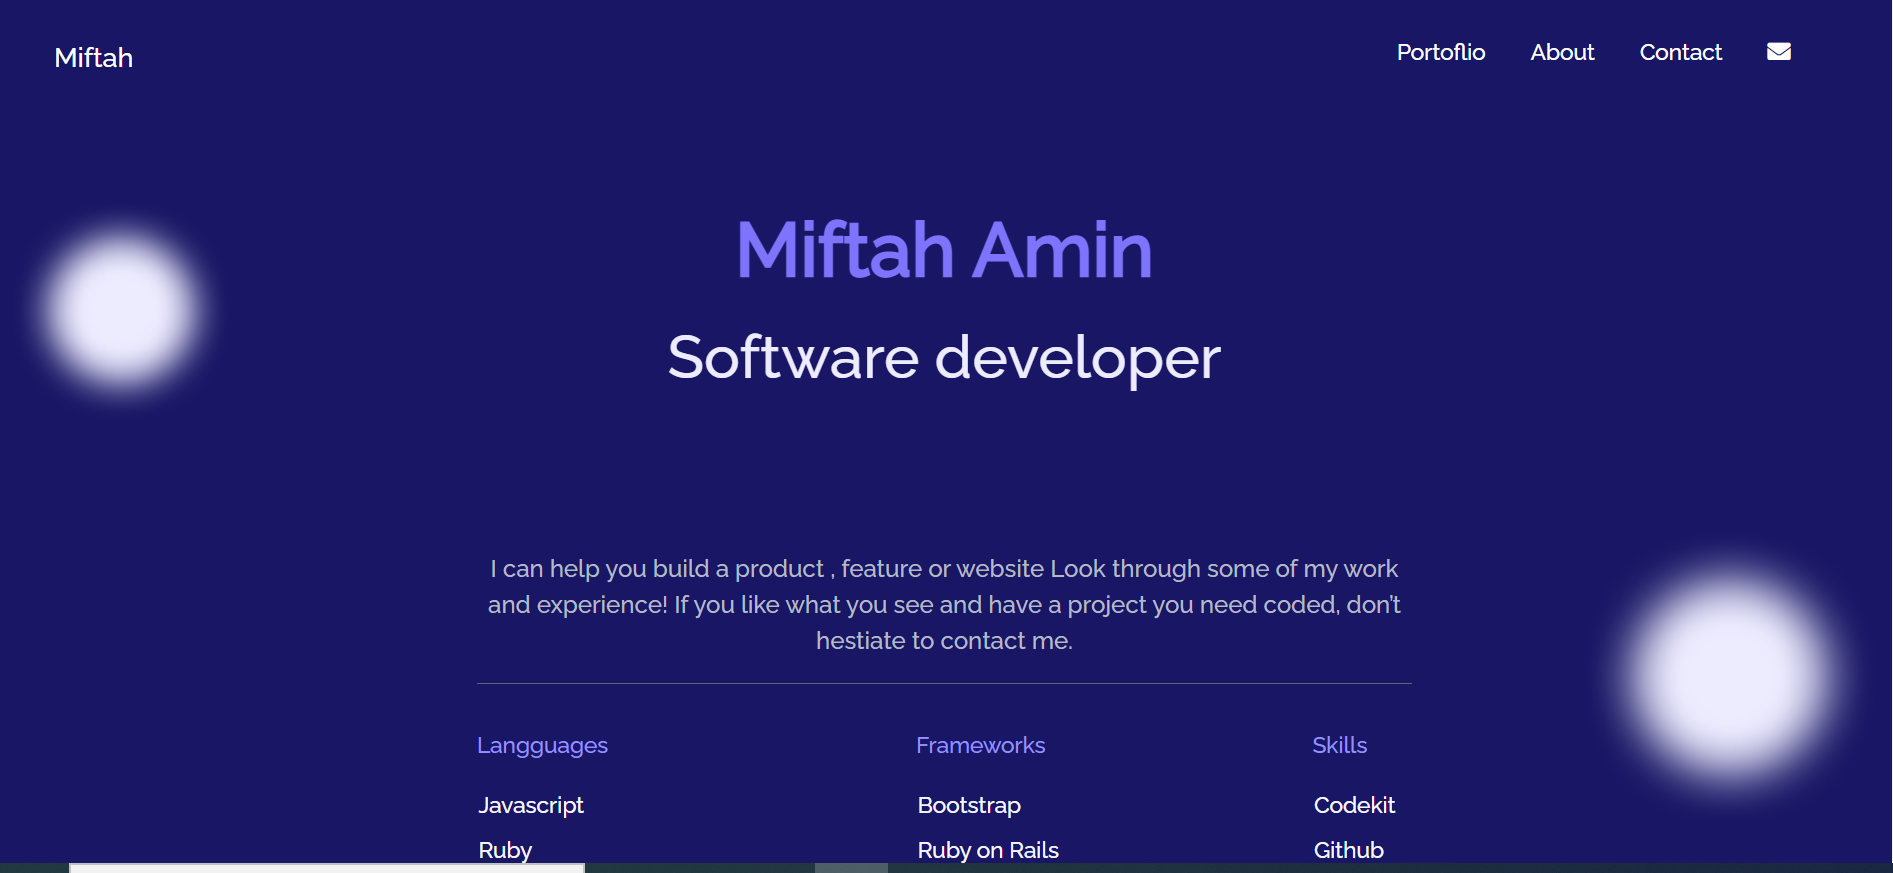 Miftah
Portoflio About Contact
Miftah Amin
Software developer
I can help you build a product , feature or website Look through some of my work
and experience! If you like what you see and have a project you need coded, don't
hestiate to contact me.
Langguages Frameworks Skills
Javascript Bootstrap Codekit
Ruby Ruby on Rails Github